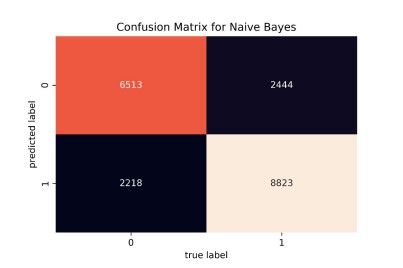 Confusion Matrix for Naive Bayes
predicted label
0
6513
2444
1
2218
8823
0
1
true label